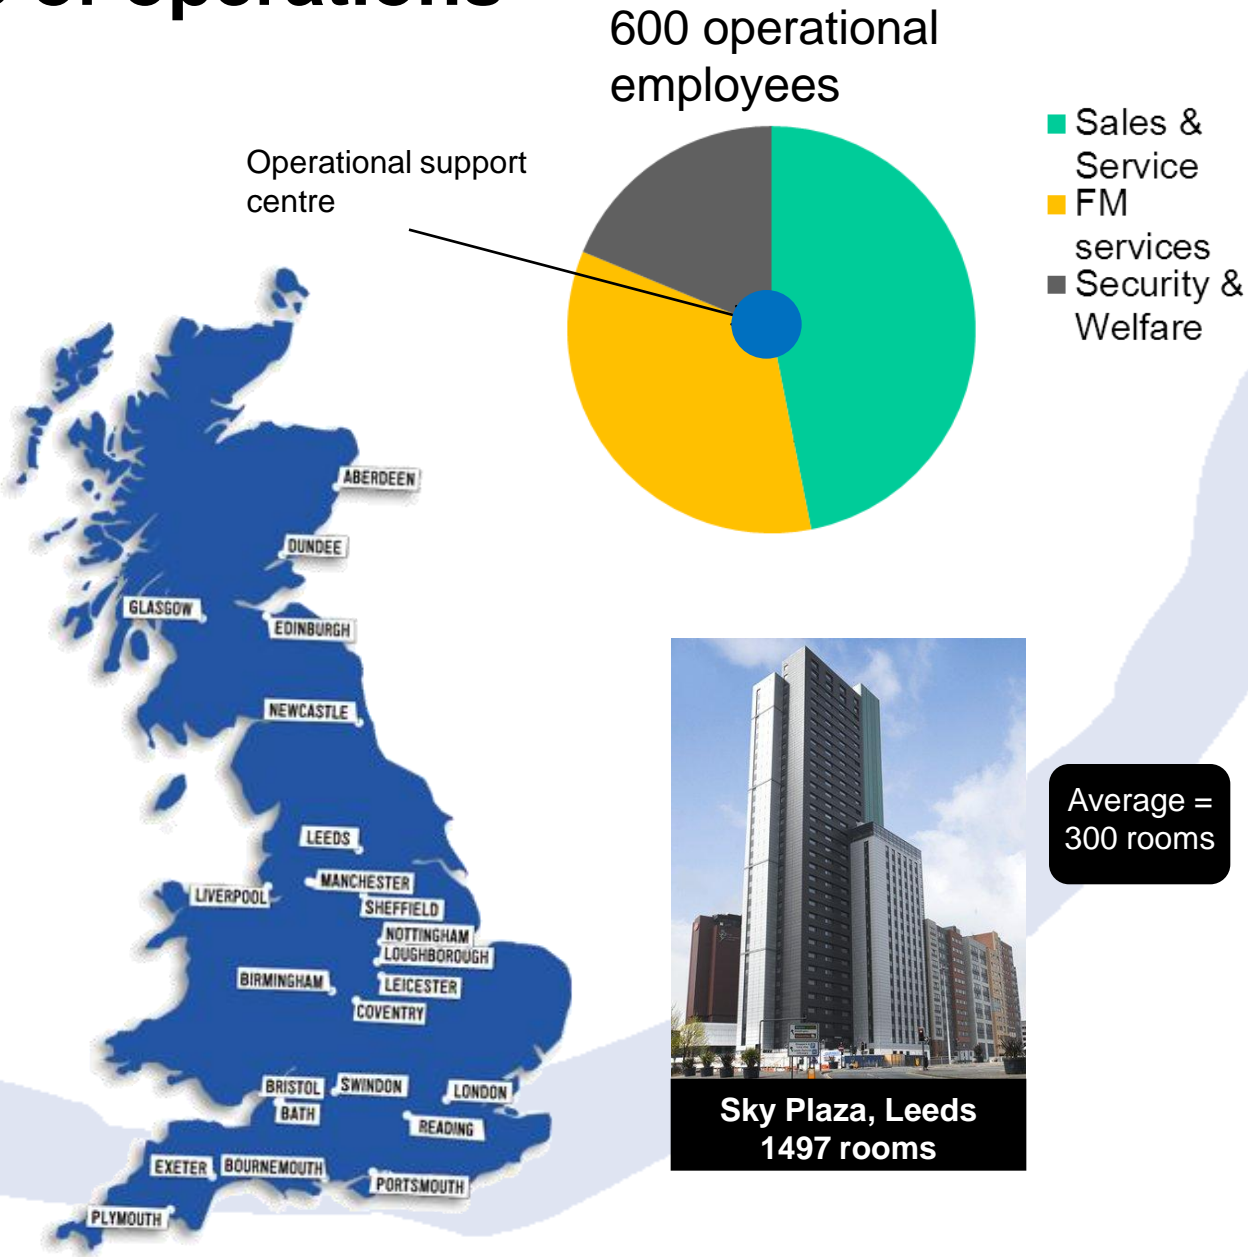 of operations
600 operational
employees
Operational support
centre
Sales &
Service
FM
services
Security &
Welfare
ABERDEEN
DUNDEE
GLASGOW
EDINBURGH
NEWCASTLE
LEEDS
MANCHESTER
LIVERPOOL
SHEFFIELD
NOTTINGHAM
LOUGHBOROUGH
BIRMINGHAM
LEICESTER
COVENTRY
BRISTOL
SWINDON
LONDON
BATH
READING
EXETER
BOURNEMOUTH
PORTSMOUTH
PLYMOUTH
Average =
300 rooms
Sky Plaza, Leeds
1497 rooms